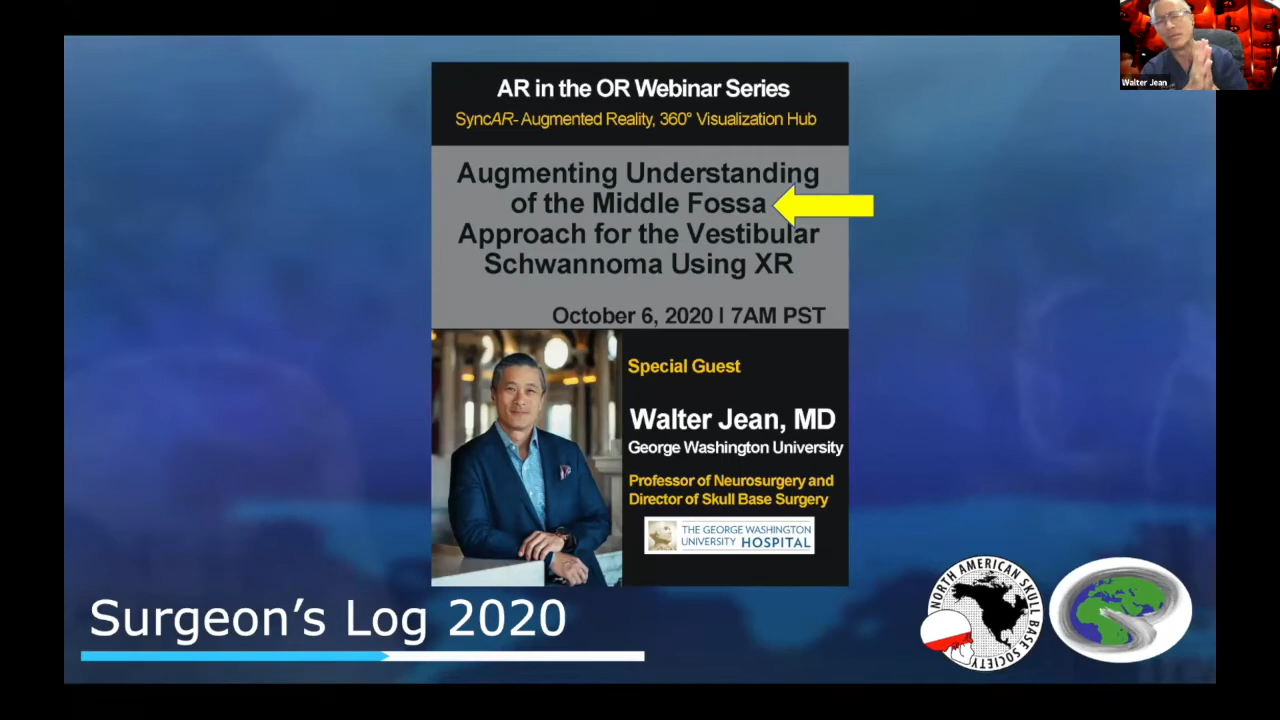 Walter Jean
AR in the OR Webinar Series
SyncAR- Augmented Reality, 360° Visualization Hub
Augmenting Understanding
of the Middle Fossa
Approach for the Vestibular
Schwannoma Using XR
October 6, 2020 | 7AM PST
Special Guest
Walter Jean, MD
George Washington University
Professor of Neurosurgery and
Director of Skull Base Surgery
THE GEORGE WASHINGTON
UNIVERSITY HOSPITAL
Surgeon's Log 2020
NORTH AMERICAN SKULL BASE SOCIETY